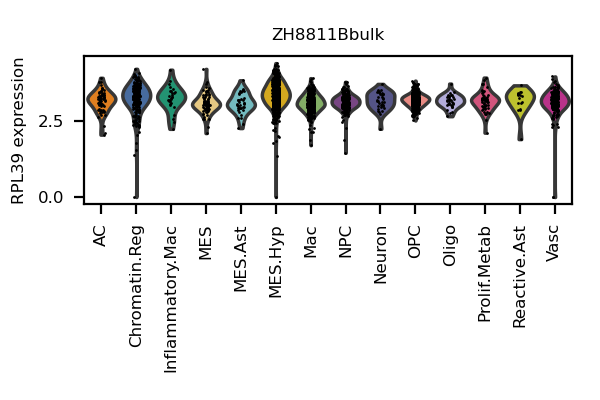 ZH8811Bbulk
RPL39 expression
2.5
0.0
AC
Chromatin.Reg
Inflammatory.Mac
MES
MES.Ast
MES.Hyp
Mac
NPC
Neuron
OPC
Oligo
Prolif.Metab
Reactive.Ast
Vasc